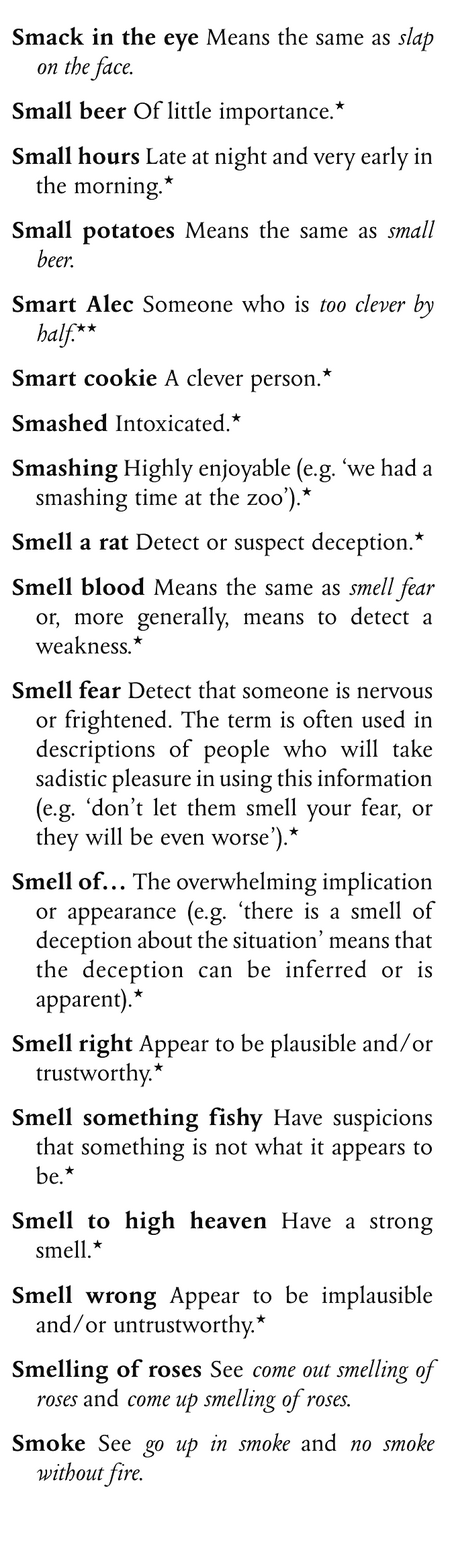 Smack in the eye Means the same as slap
on the face.
Small beer Of little importance.★
Small hours Late at night and very early in
the morning.★
Small potatoes Means the same as small
beer.
Smart Alec Someone who is too clever by
half.★★
Smart cookie A clever person.★
Smashed Intoxicated.★
Smashing Highly enjoyable (e.g. ‘we had a
smashing time at the zoo’).★
Smell a rat Detect or suspect deception.★
Smell blood Means the same as smell fear
or, more generally, means to detect a
weakness.★
Smell fear Detect that someone is nervous
or frightened. The term is often used in
descriptions of people who will take
sadistic pleasure in using this information
(e.g. ‘don’t let them smell your fear, or
they will be even worse’).★
Smell of… The overwhelming implication
or appearance (e.g. ‘there is a smell of
deception about the situation’ means that
the deception can be inferred or is
apparent).★
Smell right Appear to be plausible and/or
trustworthy.★
Smell something fishy Have suspicions
that something is not what it appears to
be.★
Smell to high heaven Have a strong
smell.★
Smell wrong Appear to be implausible
and/or untrustworthy.★
Smelling of roses See come out smelling of
roses and come up smelling of roses.
Smoke See go up in smoke and no smoke
without fire.